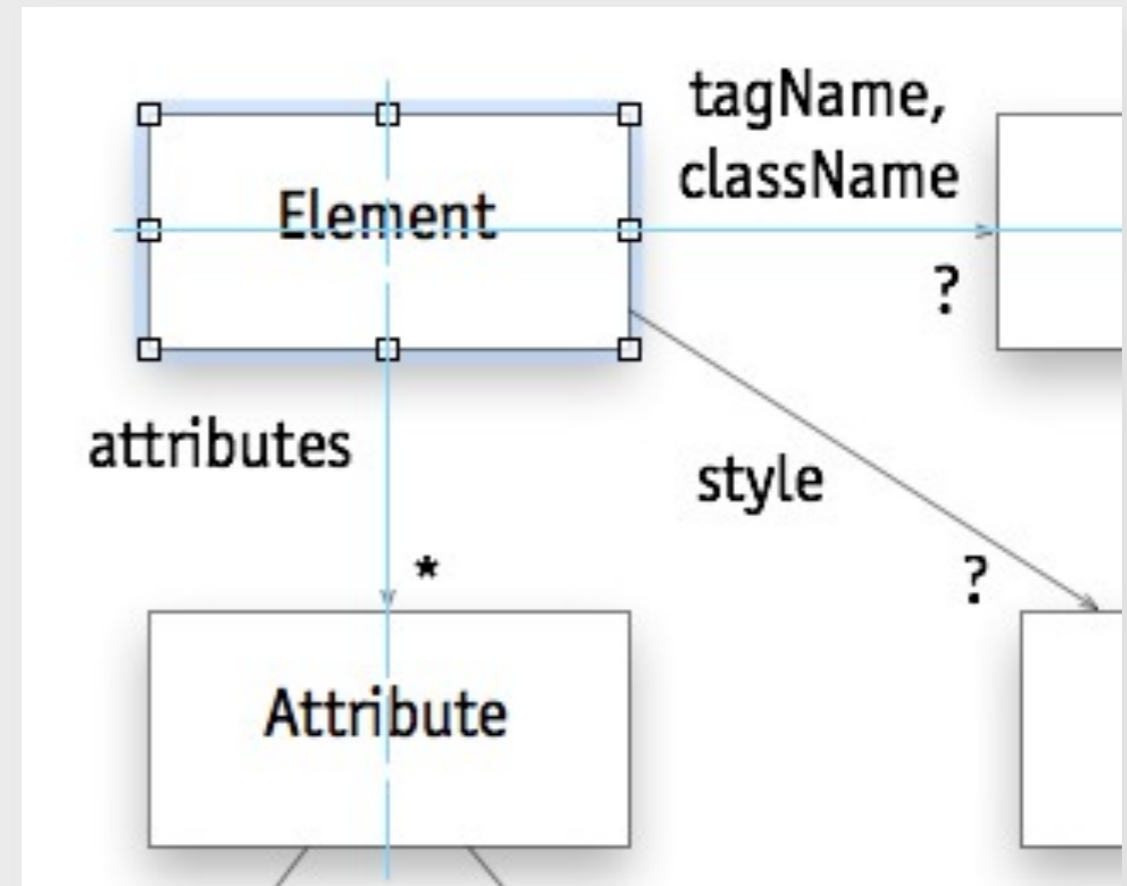 tagName,
className
Element
?
attributes
style
*
?
Attribute